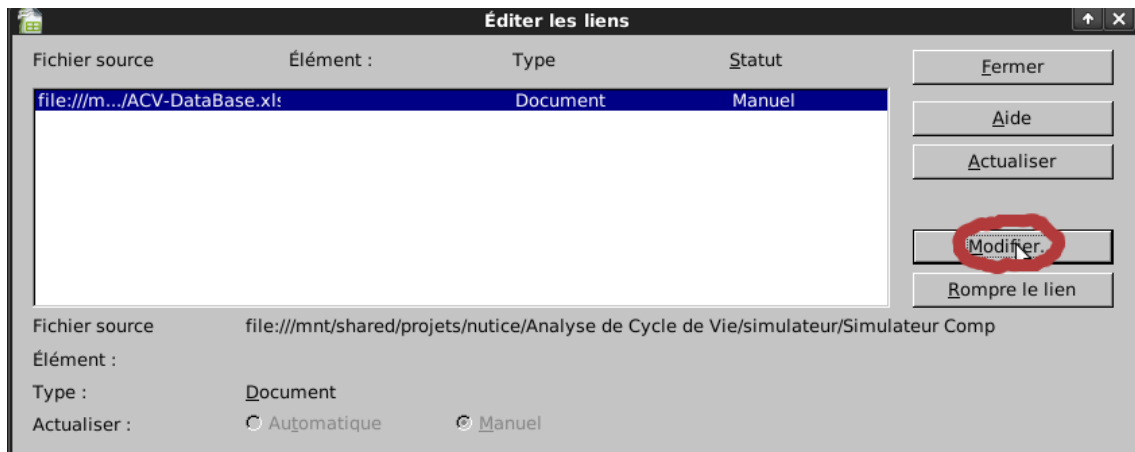 Éditer les liens
Fichier source Élément : Type Statut
Fermer
file:///m.../ACV-DataBase.xls Document Manuel
Aide
Actualiser
Modifier...
Rompre le lien
Fichier source file:///mnt/shared/projets/nutice/Analyse de Cycle de Vie/simulateur/Simulateur Comp
Élément :
Type : Document
Actualiser : Automatique Manuel